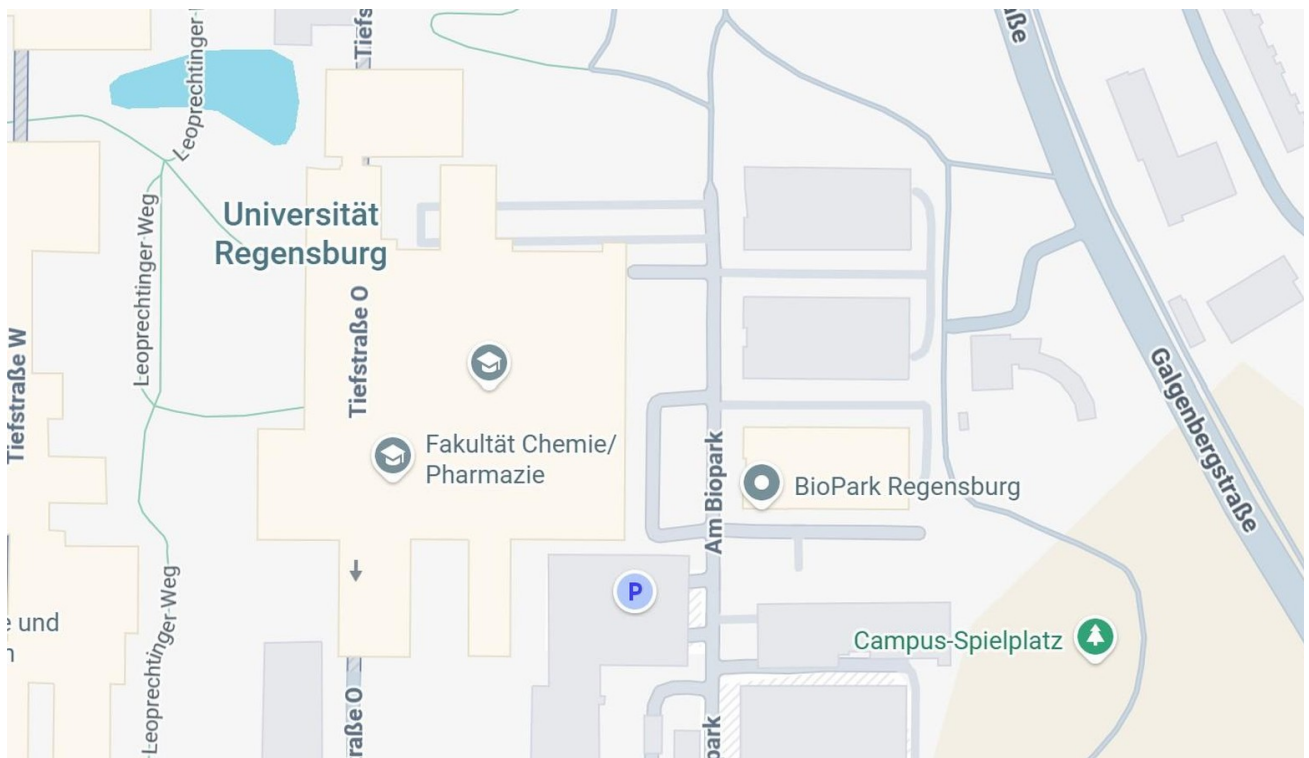 Leoprechtinger-
Tiefs
aße
Universität
Regensburg
Leoprechtinger-Weg
Tiefstraße O
Tiefstraße W
Galgenbergstraße
Fakultät Chemie/
Pharmazie
Am Biopark
BioPark Regensburg
P
e und
n
Leoprechtinger-Weg
Campus-Spielplatz
raße O
park